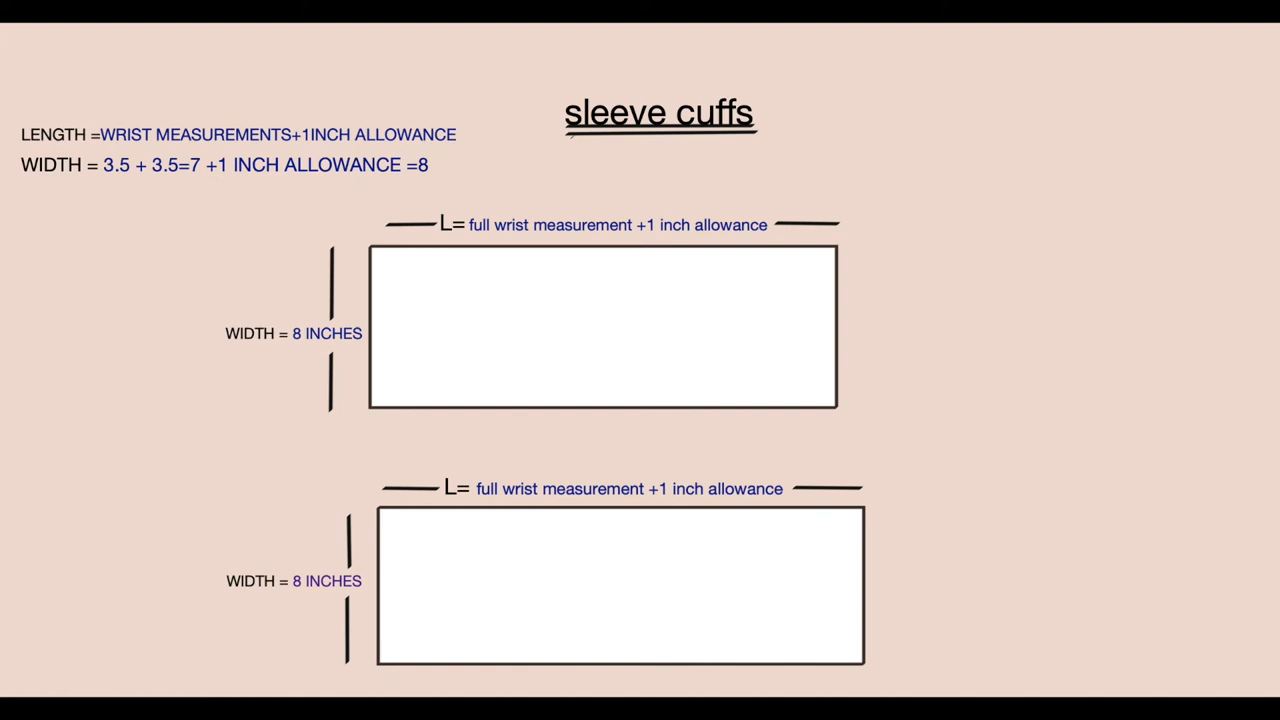 sleeve cuffs
LENGTH =WRIST MEASUREMENTS+1INCH ALLOWANCE
WIDTH = 3.5 + 3.5=7 +1 INCH ALLOWANCE =8
L= full wrist measurement +1 inch allowance
WIDTH = 8 INCHES
L= full wrist measurement +1 inch allowance
WIDTH = 8 INCHES